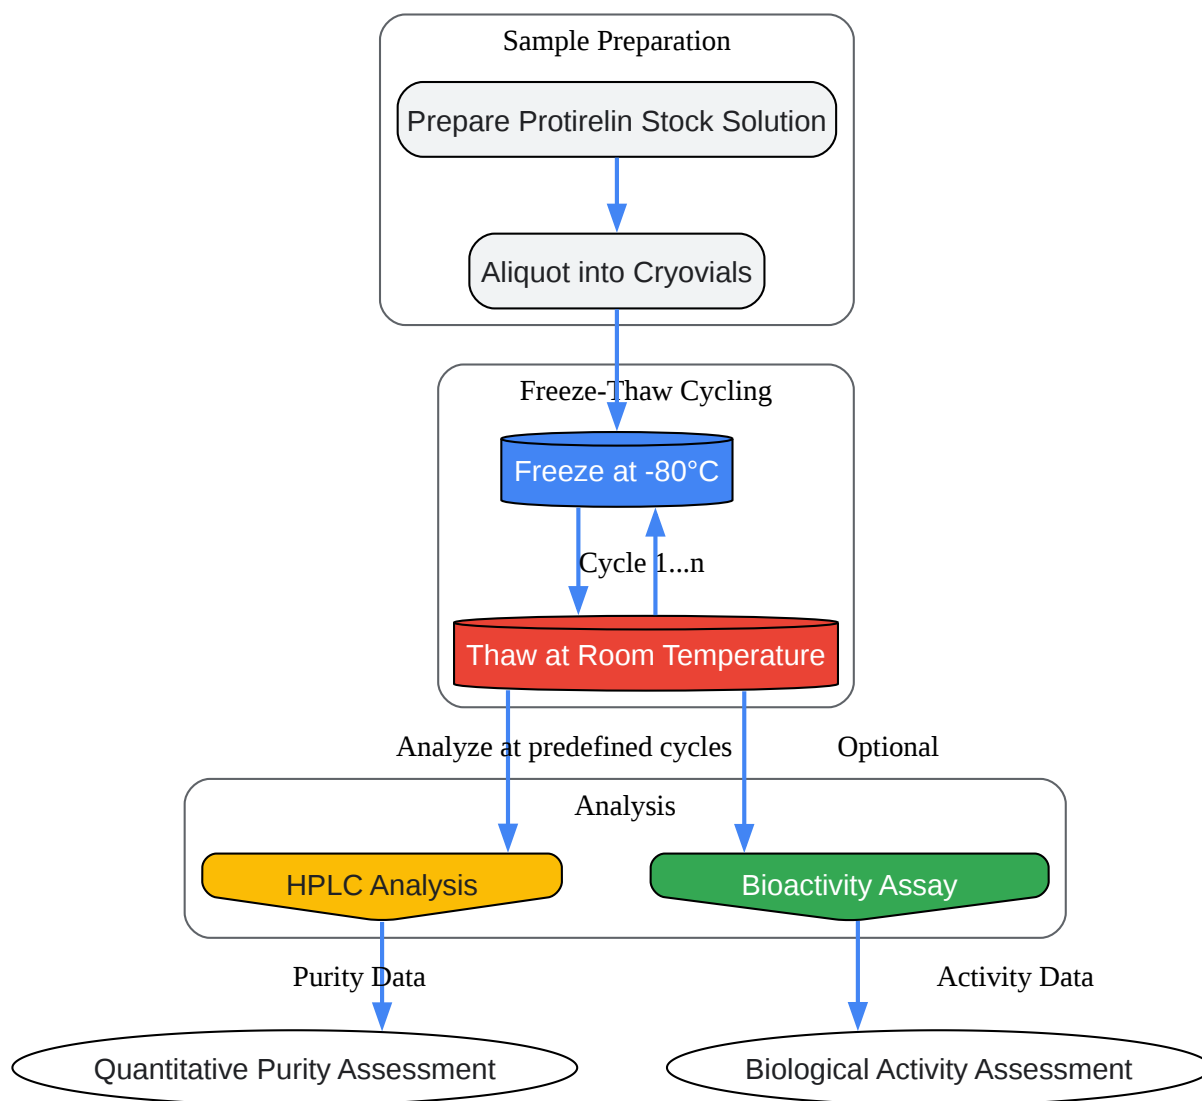 Sample Preparation
Prepare Protirelin Stock Solution
Aliquot into Cryovials
Freeze-Thaw Cycling
Freeze at -80°C
Cycle 1...n
Thaw at Room Temperature
Analyze at predefined cycles
Optional
Analysis
HPLC Analysis
Bioactivity Assay
Purity Data
Activity Data
Quantitative Purity Assessment
Biological Activity Assessment